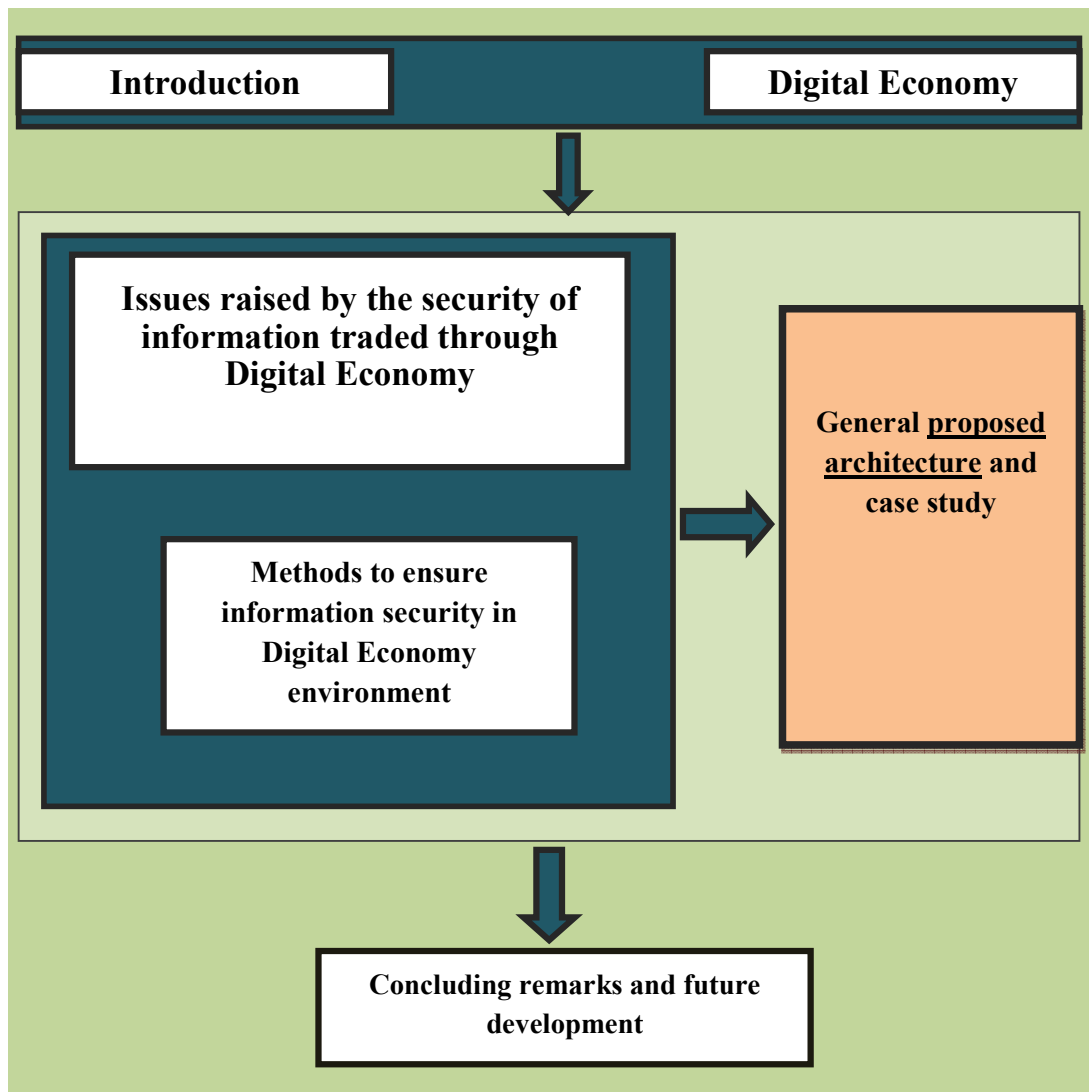 Introduction
Digital Economy
Issues raised by the security of
information traded through
Digital Economy
General proposed
architecture and
case study
Methods to ensure
information security in
Digital Economy
environment
Concluding remarks and future
development